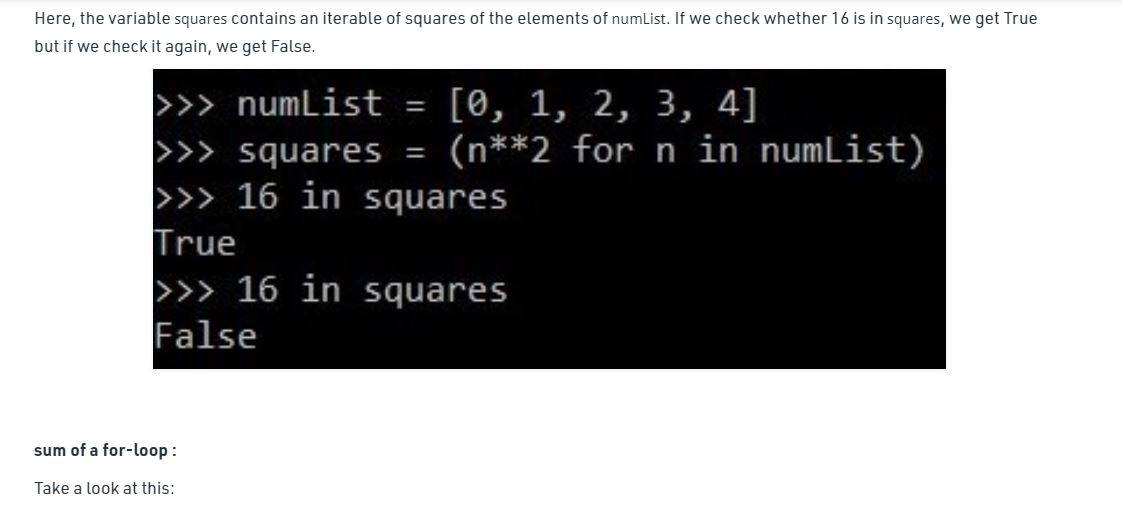 Here, the variable squares contains an iterable of squares of the elements of numList. If we check whether 16 is in squares, we get True
but if we check it again, we get False.
>>> numList = [0, 1, 2, 3, 4]
>>> squares = (n**2 for n in numList)
>>> 16 in squares
True
>>> 16 in squares
False
sum of a for-loop :
Take a look at this: